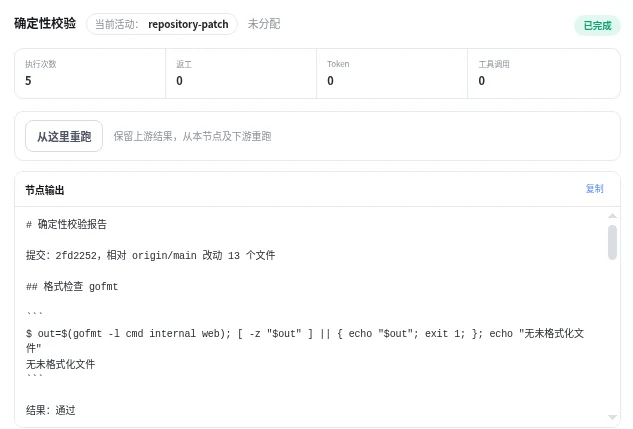 确定性校验 当前活动： repository-patch 未分配 已完成
执行次数 返工 Token 工具调用
5 0 0 0
从这里重跑 保留上游结果，从本节点及下游重跑
节点输出 复制
# 确定性校验报告
提交：2fd2252，相对 origin/main 改动 13 个文件
## 格式检查 gofmt
```
$ out=$(gofmt -l cmd internal web); [ -z "$out" ] || { echo "$out"; exit 1; }; echo "无未格式化文
件"
无未格式化文件
```
结果：通过